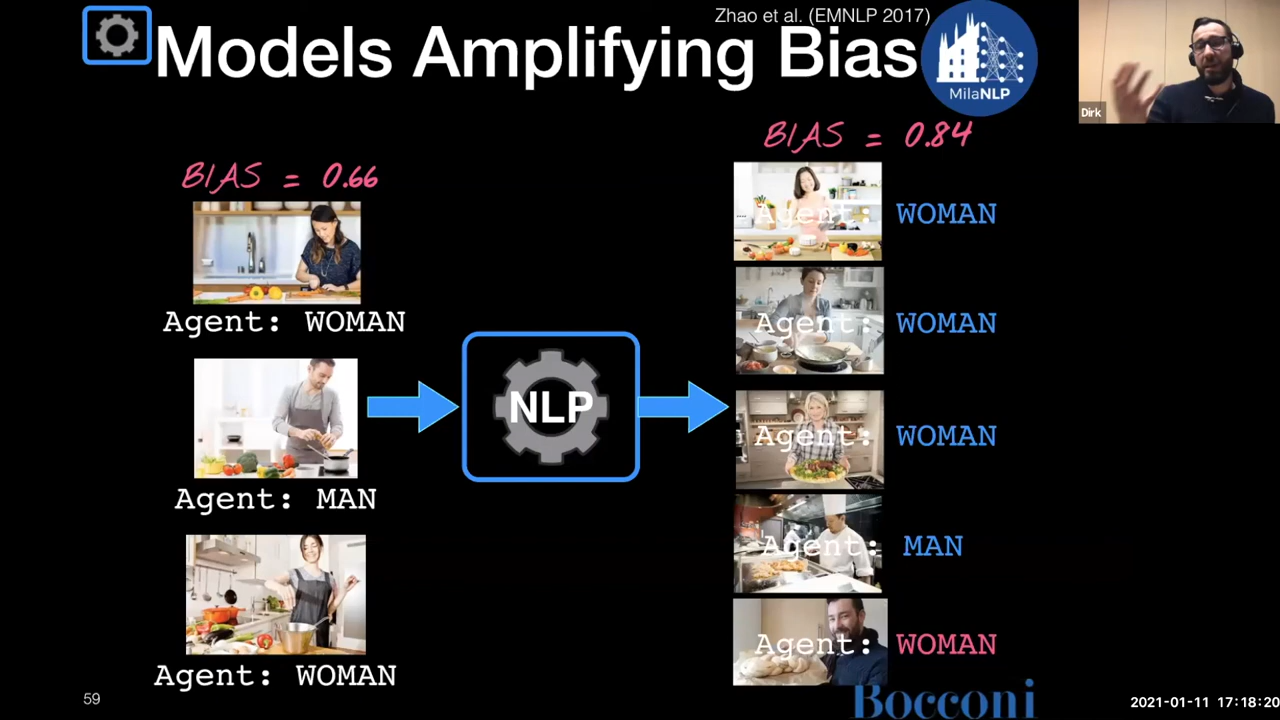 Zhao et al. (EMNLP 2017)
Models Amplifying Bias
MilaNLP
Dirk
BIAS = 0.66
BIAS = 0.84
Agent: WOMAN
Agent: MAN
Agent: WOMAN
NLP
Agent: WOMAN
Agent: WOMAN
Agent: WOMAN
Agent: MAN
Agent: WOMAN
59
Bocconi
2021-01-11 17:18:20